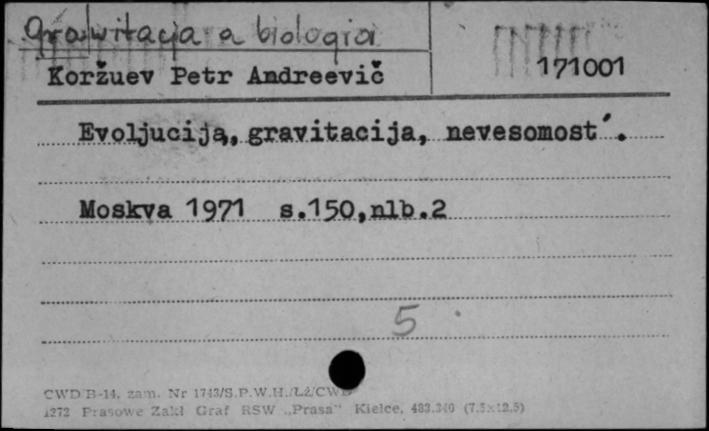 Grawitacja a biologia
Koržuev Petr Andreevič
171001
Evoljucija, gravitacija, nevesomost′.
Moskva 1971 s.150,nlb.2
5
CWD B-14, zam. Nr 1743/S.P.W.H./Łż/CWD
1272 Prasowe Zakł Graf RSW „Prasa” Kielce, 483.340 (7.5x12.5)